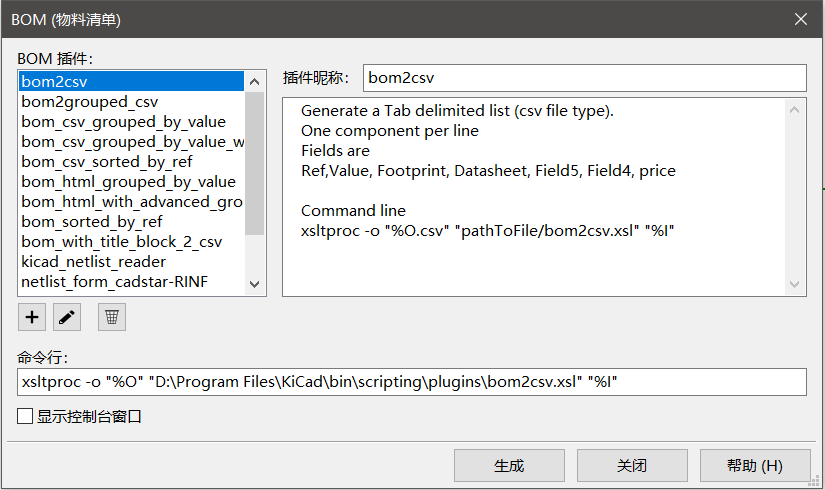 BOM (物料清单)
BOM 插件:
bom2csv
bom2grouped_csv
bom_csv_grouped_by_value
bom_csv_grouped_by_value_w
bom_csv_sorted_by_ref
bom_html_grouped_by_value
bom_html_with_advanced_gro
bom_sorted_by_ref
bom_with_title_block_2_csv
kicad_netlist_reader
netlist_form_cadstar-RINF
插件昵称: bom2csv
Generate a Tab delimited list (csv file type).
One component per line
Fields are
Ref,Value, Footprint, Datasheet, Field5, Field4, price
Command line
xsltproc -o "%O.csv" "pathToFile/bom2csv.xsl" "%I"
命令行:
xsltproc -o "%O" "D:\Program Files\KiCad\bin\scripting\plugins\bom2csv.xsl" "%I"
显示控制台窗口
生成 关闭 帮助 (H)